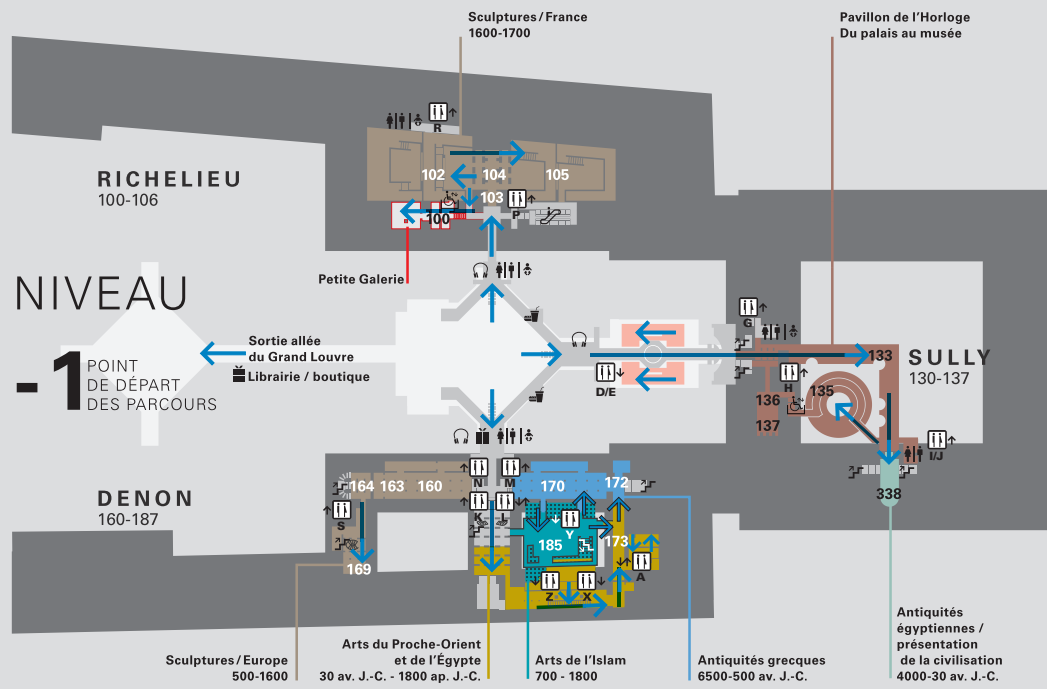 Sculptures / France
1600-1700
Pavillon de l'Horloge
Du palais au musée
R
RICHELIEU
100-106
102
104
105
103
100
P
Petite Galerie
NIVEAU
-1
POINT
DE DÉPART
DES PARCOURS
Sortie allée
du Grand Louvre
Librairie / boutique
G
133
SULLY
130-137
D/E
H
135
136
137
I/J
338
DENON
160-187
164
163
160
N
M
170
172
S
K
L
Y
185
173
169
A
Z
X
Sculptures / Europe
500-1600
Arts du Proche-Orient
et de l'Égypte
30 av. J.-C. - 1800 ap. J.-C.
Arts de l'Islam
700 - 1800
Antiquités grecques
6500-500 av. J.-C.
Antiquités
égyptiennes /
présentation
de la civilisation
4000-30 av. J.-C.